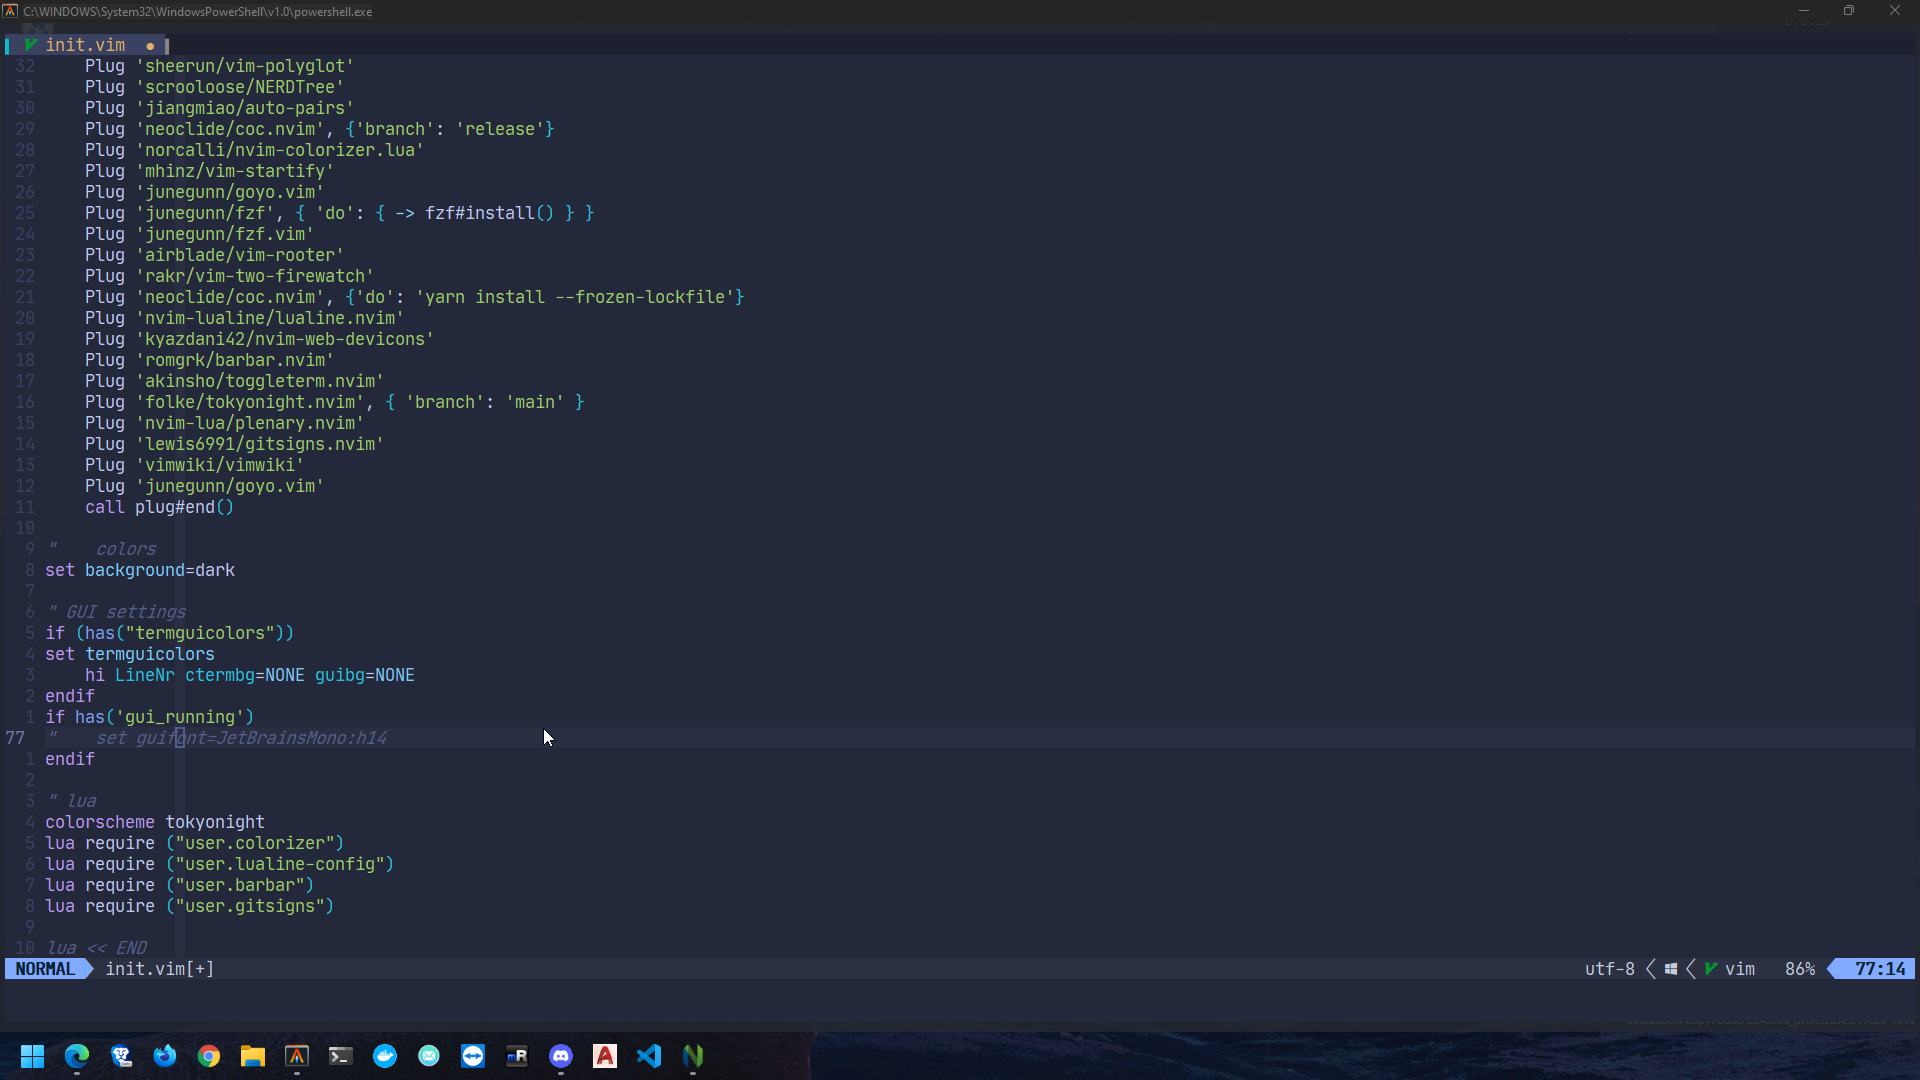 C:\WINDOWS\System32\WindowsPowerShell\v1.0\powershell.exe
init.vim
32 Plug 'sheerun/vim-polyglot'
31 Plug 'scrooloose/NERDTree'
30 Plug 'jiangmiao/auto-pairs'
29 Plug 'neoclide/coc.nvim', {'branch': 'release'}
28 Plug 'norcalli/nvim-colorizer.lua'
27 Plug 'mhinz/vim-startify'
26 Plug 'junegunn/goyo.vim'
25 Plug 'junegunn/fzf', { 'do': { -> fzf#install() } }
24 Plug 'junegunn/fzf.vim'
23 Plug 'airblade/vim-rooter'
22 Plug 'rakr/vim-two-firewatch'
21 Plug 'neoclide/coc.nvim', {'do': 'yarn install --frozen-lockfile'}
20 Plug 'nvim-lualine/lualine.nvim'
19 Plug 'kyazdani42/nvim-web-devicons'
18 Plug 'romgrk/barbar.nvim'
17 Plug 'akinsho/toggleterm.nvim'
16 Plug 'folke/tokyonight.nvim', { 'branch': 'main' }
15 Plug 'nvim-lua/plenary.nvim'
14 Plug 'lewis6991/gitsigns.nvim'
13 Plug 'vimwiki/vimwiki'
12 Plug 'junegunn/goyo.vim'
11 call plug#end()
10
9 " colors
8 set background=dark
7
6 " GUI settings
5 if (has("termguicolors"))
4 set termguicolors
3 hi LineNr ctermbg=NONE guibg=NONE
2 endif
1 if has('gui_running')
77 " set guifont=JetBrainsMono:h14
1 endif
2
3 " lua
4 colorscheme tokyonight
5 lua require ("user.colorizer")
6 lua require ("user.lualine-config")
7 lua require ("user.barbar")
8 lua require ("user.gitsigns")
9
10 lua << END
NORMAL init.vim[+] utf-8 vim 86% 77:14